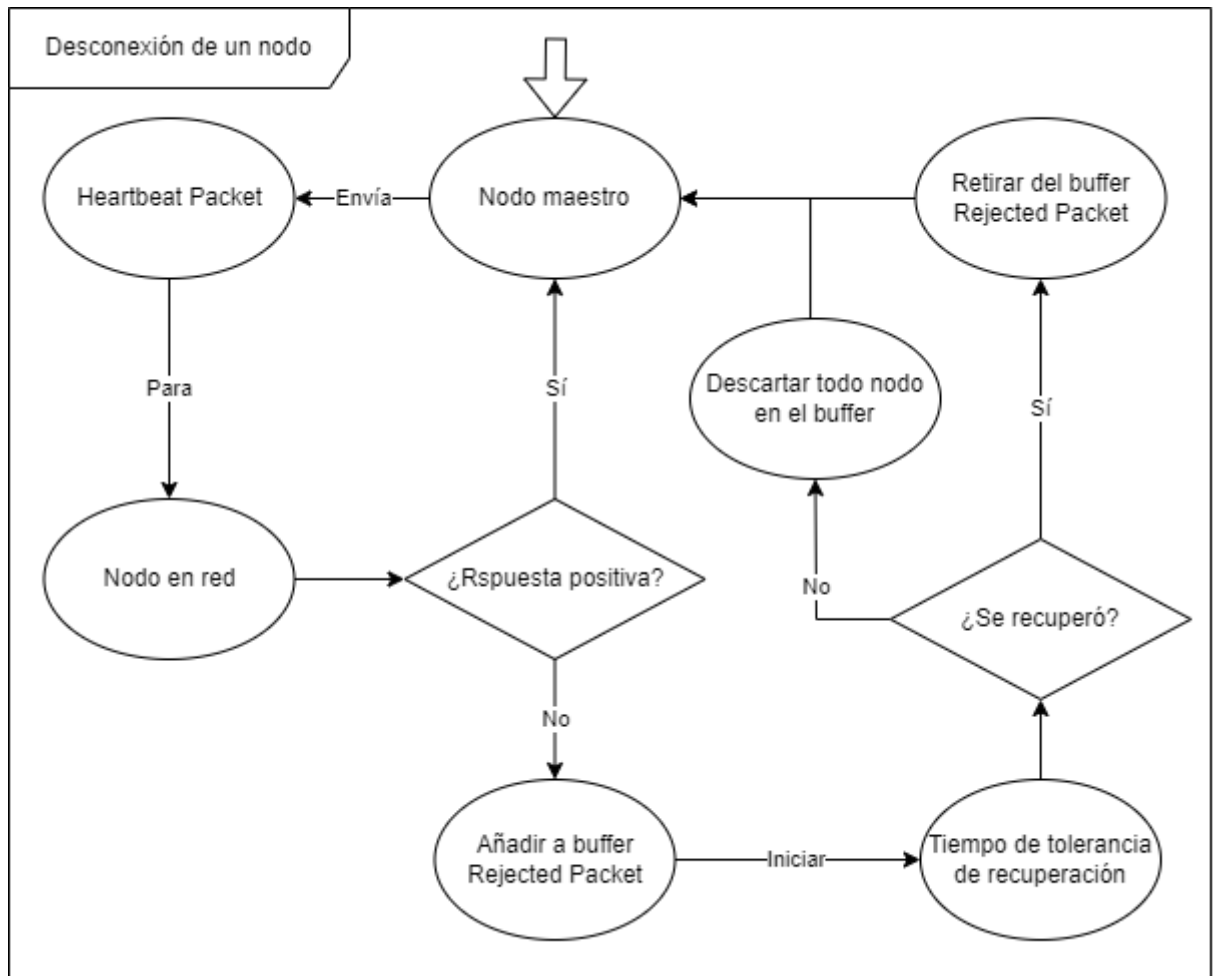 Desconexión de un nodo
Heartbeat Packet
Envía
Nodo maestro
Retirar del buffer
Rejected Packet
Para
Sí
Descartar todo nodo
en el buffer
Sí
Nodo en red
¿Rspuesta positiva?
No
¿Se recuperó?
No
Añadir a buffer
Rejected Packet
Iniciar
Tiempo de tolerancia
de recuperación